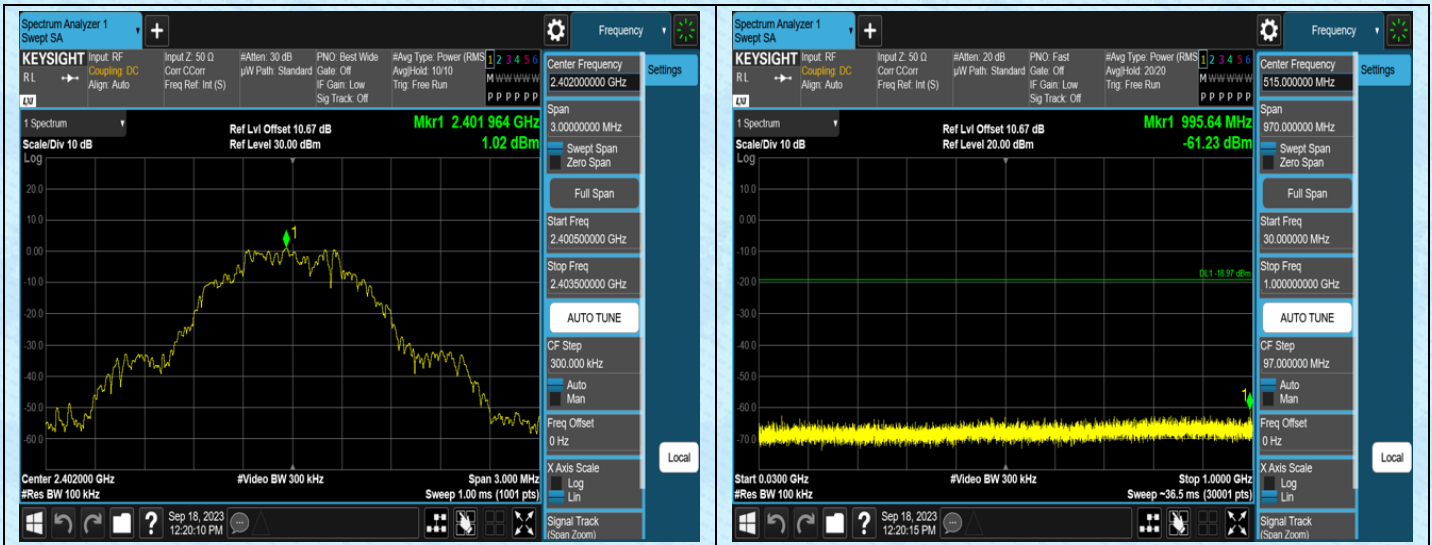 Spectrum Analyzer 1
Swept SA
+
Frequency
KEYSIGHT
RL
LXI
Input: RF
Coupling: DC
Align: Auto
Input Z: 50 Ω
Corr CCorr
Freq Ref: Int (S)
#Atten: 30 dB
µW Path: Standard
PNO: Best Wide
Gate: Off
IF Gain: Low
Sig Track: Off
#Avg Type: Power (RMS
Avg|Hold: 10/10
Trig: Free Run
1 2 3 4 5 6
M W W W W W
P P P P P P
Center Frequency
2.402000000 GHz
Settings
1 Spectrum
Scale/Div 10 dB
Log
Ref Lvl Offset 10.67 dB
Ref Level 30.00 dBm
Mkr1 2.401 964 GHz
1.02 dBm
Span
3.00000000 MHz
Swept Span
Zero Span
Full Span
Start Freq
2.400500000 GHz
Stop Freq
2.403500000 GHz
AUTO TUNE
CF Step
300.000 kHz
Auto
Man
Freq Offset
0 Hz
X Axis Scale
Log
Lin
Signal Track
(Span Zoom)
Local
20.0
10.0
0.00
-10.0
-20.0
-30.0
-40.0
-50.0
-60.0
1
Center 2.402000 GHz
#Res BW 100 kHz
#Video BW 300 kHz
Span 3.000 MHz
Sweep 1.00 ms (1001 pts)
?
Sep 18, 2023
12:20:10 PM
Spectrum Analyzer 1
Swept SA
+
Frequency
KEYSIGHT
RL
LXI
Input: RF
Coupling: DC
Align: Auto
Input Z: 50 Ω
Corr CCorr
Freq Ref: Int (S)
#Atten: 20 dB
µW Path: Standard
PNO: Fast
Gate: Off
IF Gain: Low
Sig Track: Off
#Avg Type: Power (RMS
Avg|Hold: 20/20
Trig: Free Run
1 2 3 4 5 6
M W W W W W
P P P P P P
Center Frequency
515.000000 MHz
Settings
1 Spectrum
Scale/Div 10 dB
Log
Ref Lvl Offset 10.67 dB
Ref Level 20.00 dBm
Mkr1 995.64 MHz
-61.23 dBm
Span
970.000000 MHz
Swept Span
Zero Span
Full Span
Start Freq
30.000000 MHz
Stop Freq
1.000000000 GHz
AUTO TUNE
CF Step
97.000000 MHz
Auto
Man
Freq Offset
0 Hz
X Axis Scale
Log
Lin
Signal Track
(Span Zoom)
Local
10.0
0.00
-10.0
-20.0
-30.0
-40.0
-50.0
-60.0
-70.0
DL1 -18.97 dBm
1
Start 0.0300 GHz
#Res BW 100 kHz
#Video BW 300 kHz
Stop 1.0000 GHz
Sweep ~36.5 ms (30001 pts)
?
Sep 18, 2023
12:20:15 PM